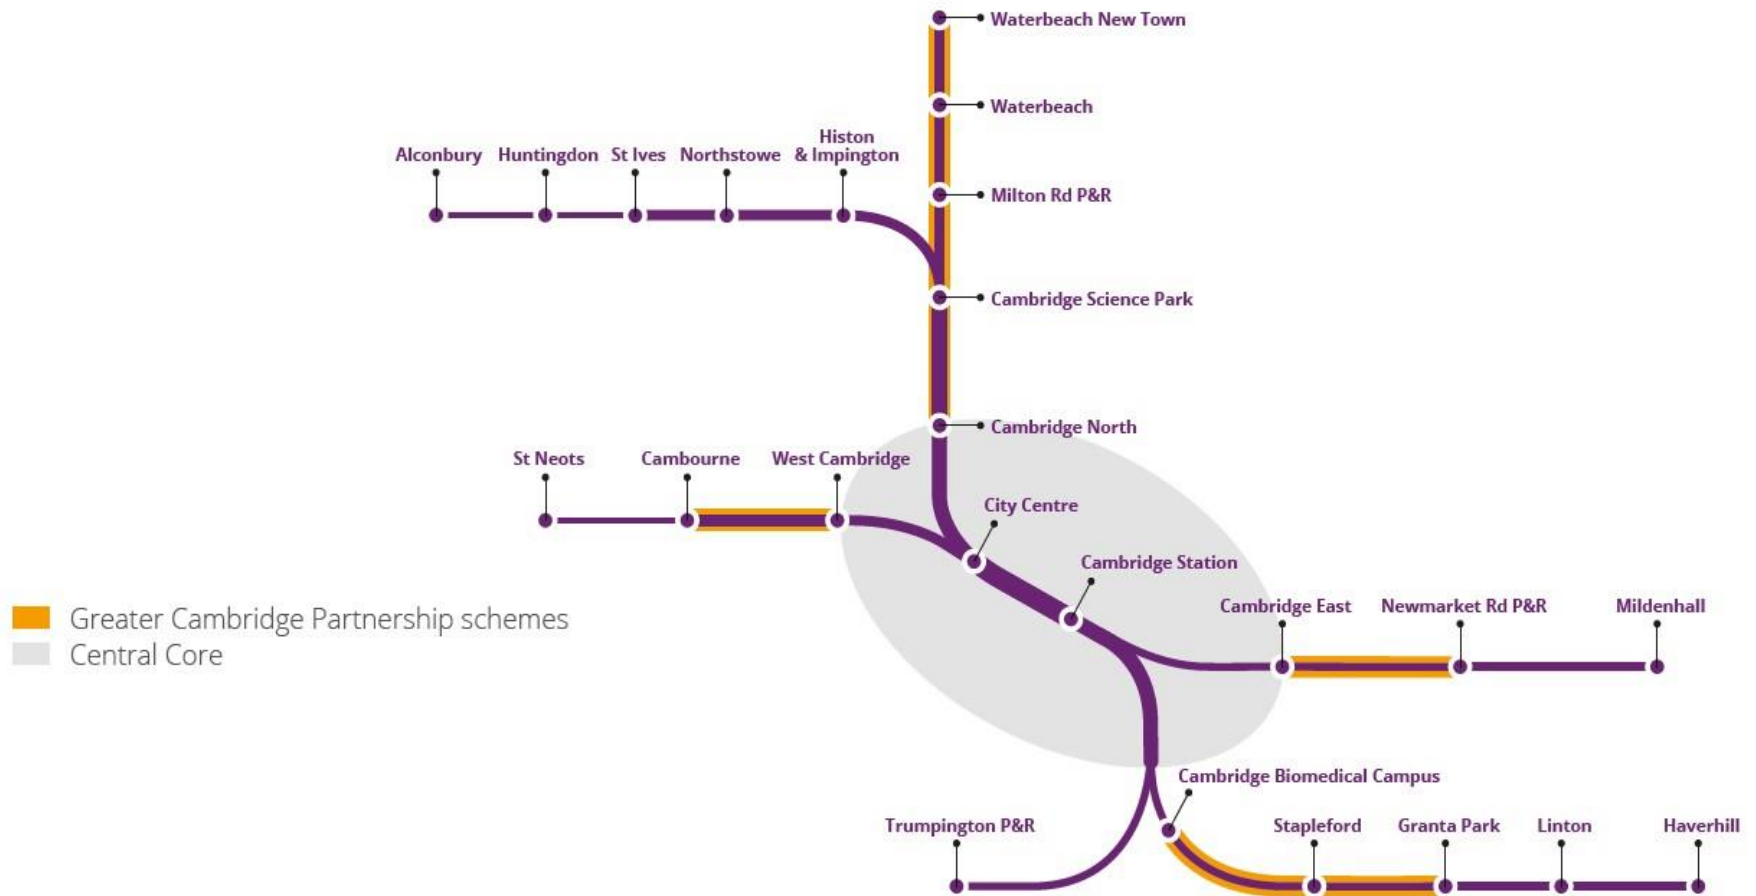 Waterbeach New Town
Waterbeach
Histon
& Impington
Alconbury
Huntingdon
St Ives
Northstowe
Milton Rd P&R
Cambridge Science Park
Cambridge North
St Neots
Cambourne
West Cambridge
City Centre
Cambridge Station
Cambridge East
Newmarket Rd P&R
Mildenhall
Greater Cambridge Partnership schemes
Central Core
Cambridge Biomedical Campus
Trumpington P&R
Stapleford
Granta Park
Linton
Haverhill